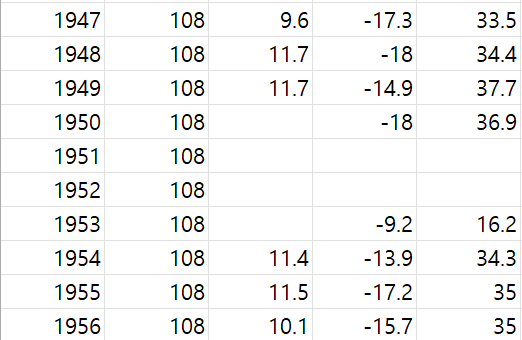 1947 108 9.6 -17.3 33.5
1948 108 11.7 -18 34.4
1949 108 11.7 -14.9 37.7
1950 108 -18 36.9
1951 108
1952 108
1953 108 -9.2 16.2
1954 108 11.4 -13.9 34.3
1955 108 11.5 -17.2 35
1956 108 10.1 -15.7 35